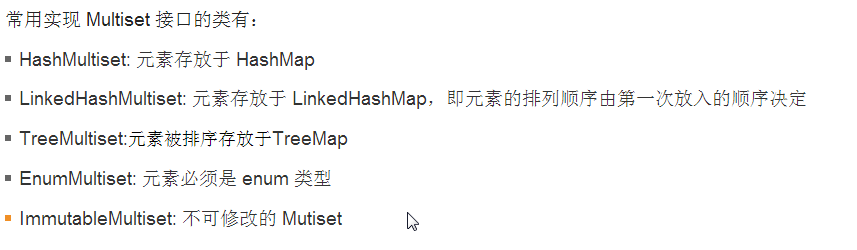 常用实现 Multiset 接口的类有：
HashMultiset: 元素存放于 HashMap
LinkedHashMultiset: 元素存放于 LinkedHashMap，即元素的排列顺序由第一次放入的顺序决定
TreeMultiset:元素被排序存放于TreeMap
EnumMultiset: 元素必须是 enum 类型
ImmutableMultiset: 不可修改的 Mutiset